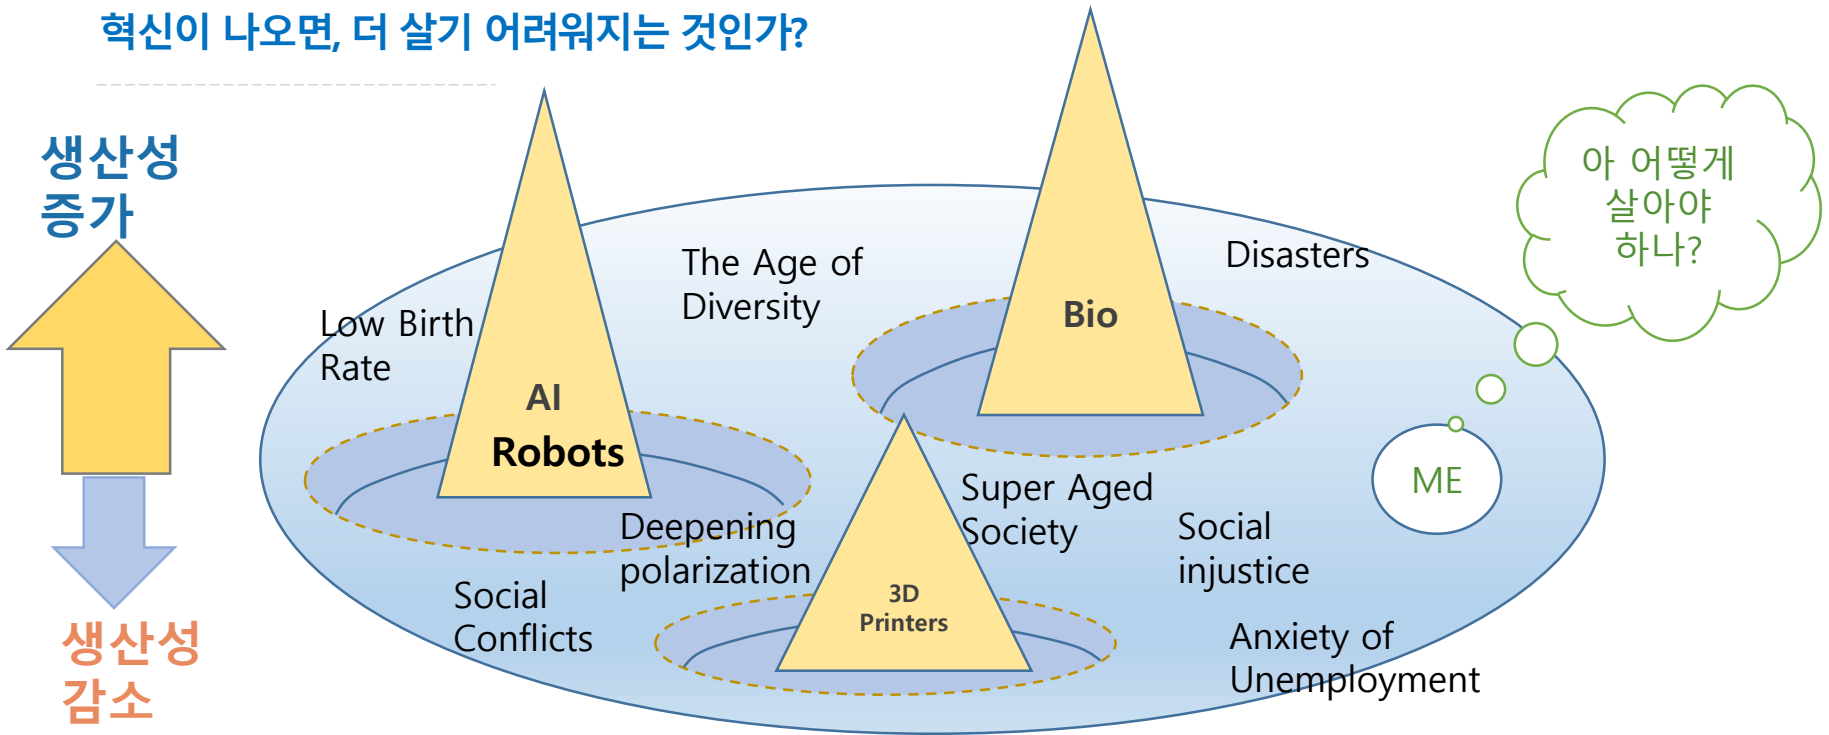 혁신이 나오면, 더 살기 어려워지는 것인가?
생산성
증가
아 어떻게
살아야
하나?
The Age of
Diversity
Disasters
Low Birth
Rate
Bio
AI
Robots
ME
Super Aged
Society
Deepening
polarization
Social
injustice
3D
Printers
Social
Conflicts
Anxiety of
Unemployment
생산성
감소